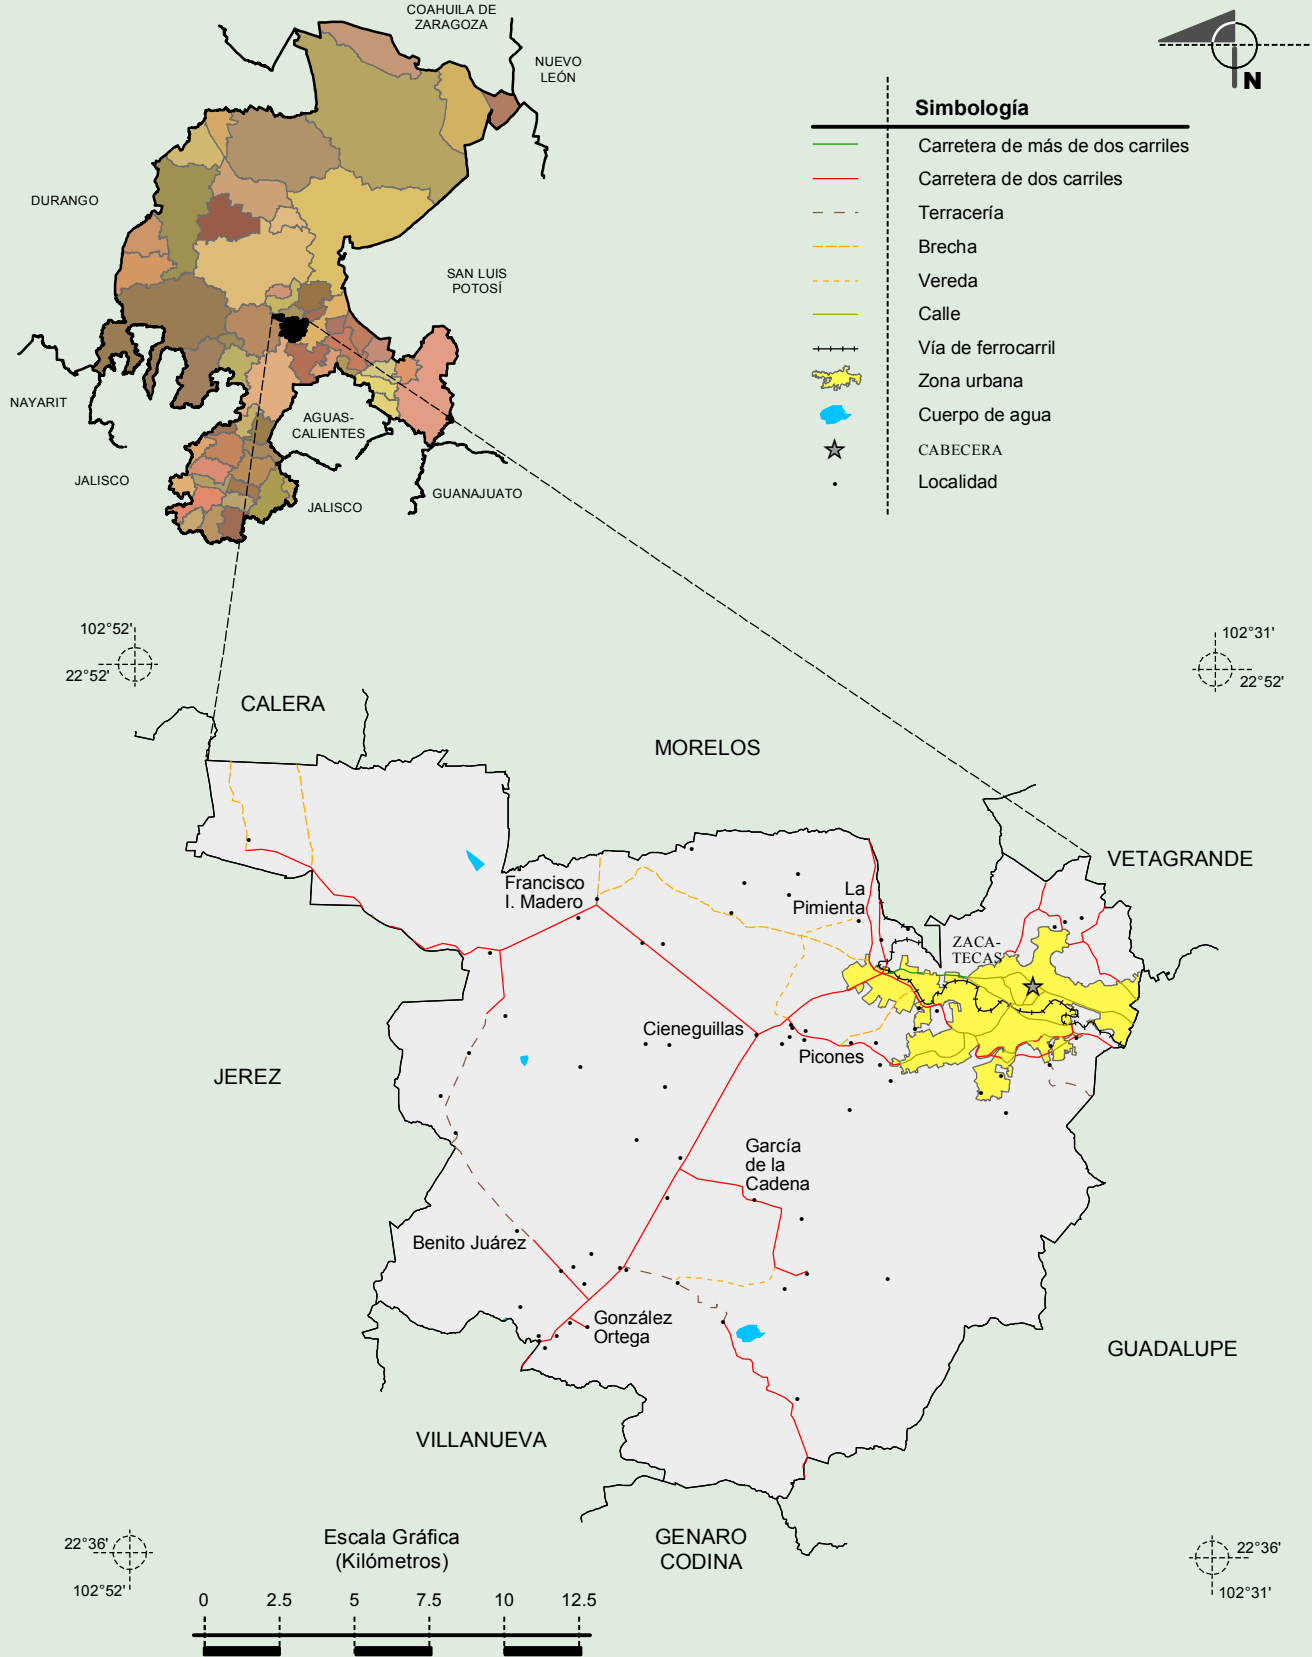 COAHUILA DE
ZARAGOZA
NUEVO
LEÓN
DURANGO
SAN LUIS
POTOSÍ
NAYARIT
AGUAS-
CALIENTES
JALISCO
JALISCO
GUANAJUATO
N
Simbología
Carretera de más de dos carriles
Carretera de dos carriles
Terracería
Brecha
Vereda
Calle
Vía de ferrocarril
Zona urbana
Cuerpo de agua
CABECERA
Localidad
102°52'
22°52'
102°31'
22°52'
CALERA
MORELOS
VETAGRANDE
Francisco
I. Madero
La
Pimienta
ZACA-
TECAS
Cieneguillas
Picones
JEREZ
García
de la
Cadena
Benito Juárez
González
Ortega
GUADALUPE
VILLANUEVA
GENARO
CODINA
22°36'
102°52'
22°36'
102°31'
Escala Gráfica
(Kilómetros)
0 2.5 5 7.5 10 12.5